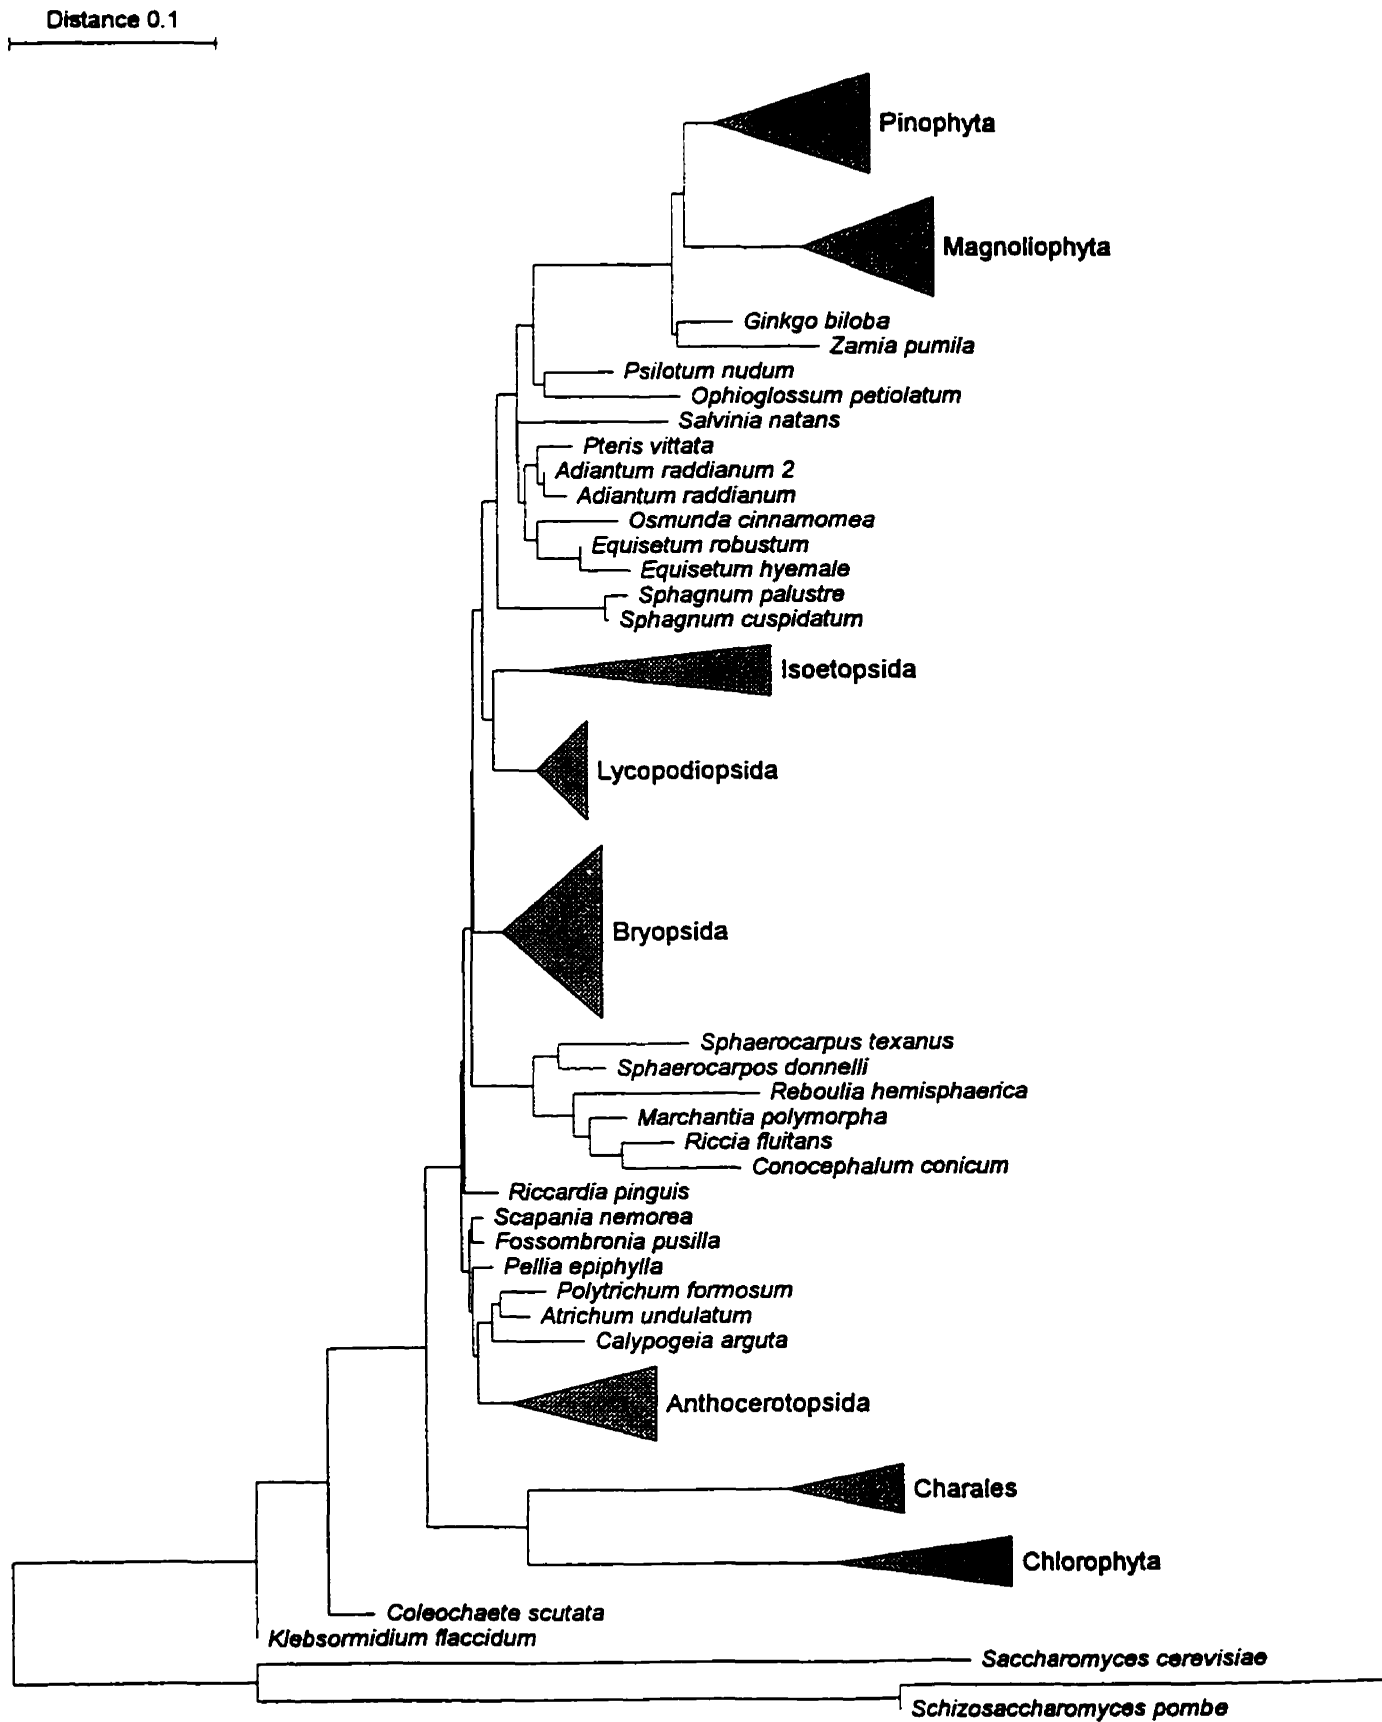 Distance 0.1
Pinophyta
Magnoliophyta
Ginkgo biloba
Zamia pumila
Psilotum nudum
Ophioglossum petiolatum
Salvinia natans
Pteris vittata
Adiantum raddianum 2
Adiantum raddianum
Osmunda cinnamomea
Equisetum robustum
Equisetum hyemale
Sphagnum palustre
Sphagnum cuspidatum
Isoetopsida
Lycopodiopsida
Bryopsida
Sphaerocarpus texanus
Sphaerocarpos donnelli
Reboulia hemisphaerica
Marchantia polymorpha
Riccia fluitans
Conocephalum conicum
Riccardia pinguis
Scapania nemorea
Fossombronia pusilla
Pellia epiphylla
Polytrichum formosum
Atrichum undulatum
Calypogeia arguta
Anthocerotopsida
Charales
Chlorophyta
Coleochaete scutata
Klebsormidium flaccidum
Saccharomyces cerevisiae
Schizosaccharomyces pombe